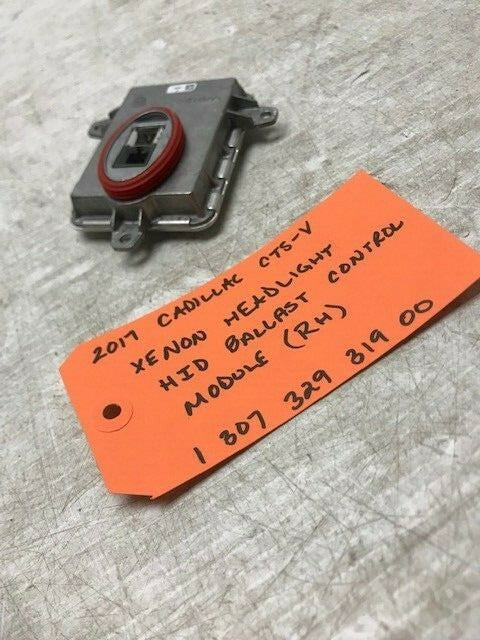 2017 CADILLAC CTS-V
XENON HEADLIGHT
HID BALLAST CONTROL
MODULE (RH)
1 307 329 319 00